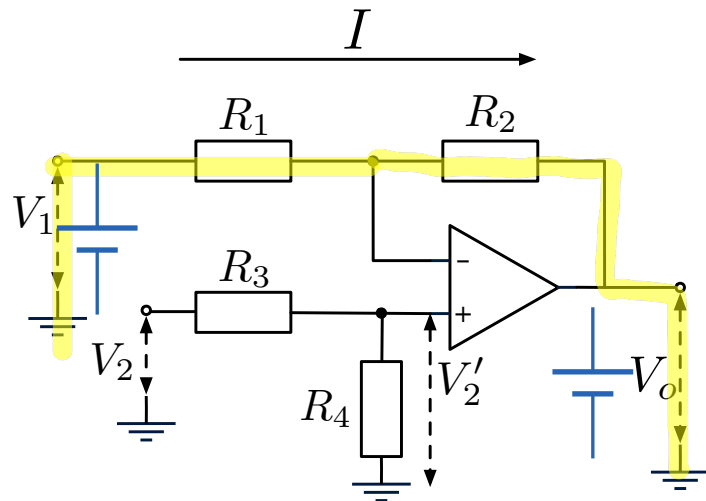 I
R₁
R₂
V₁
−
R₃
+
V₂
V₂′
Vₒ
R₄